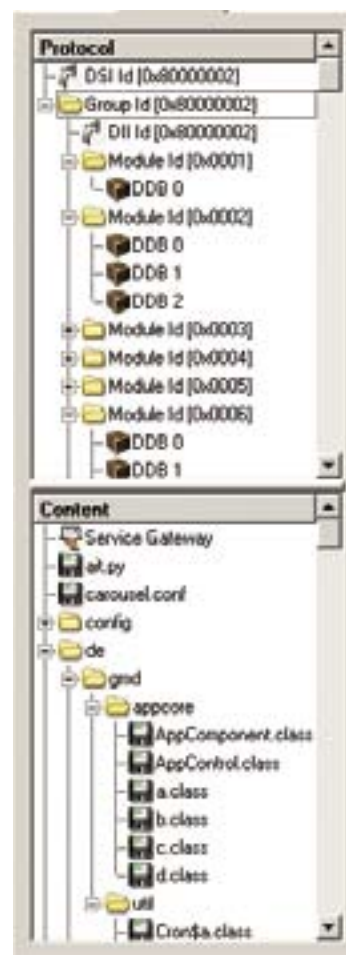 Protocol
DSI Id [0x80000002]
Group Id [0x80000002]
DII Id [0x80000002]
Module Id [0x0001]
DDB 0
Module Id [0x0002]
DDB 0
DDB 1
DDB 2
Module Id [0x0003]
Module Id [0x0004]
Module Id [0x0005]
Module Id [0x0006]
DDB 0
DDB 1
Content
Service Gateway
ait.py
carousel.conf
config
de
gmd
appcore
AppComponent.class
AppControl.class
a.class
b.class
c.class
d.class
util
Cron$a.class